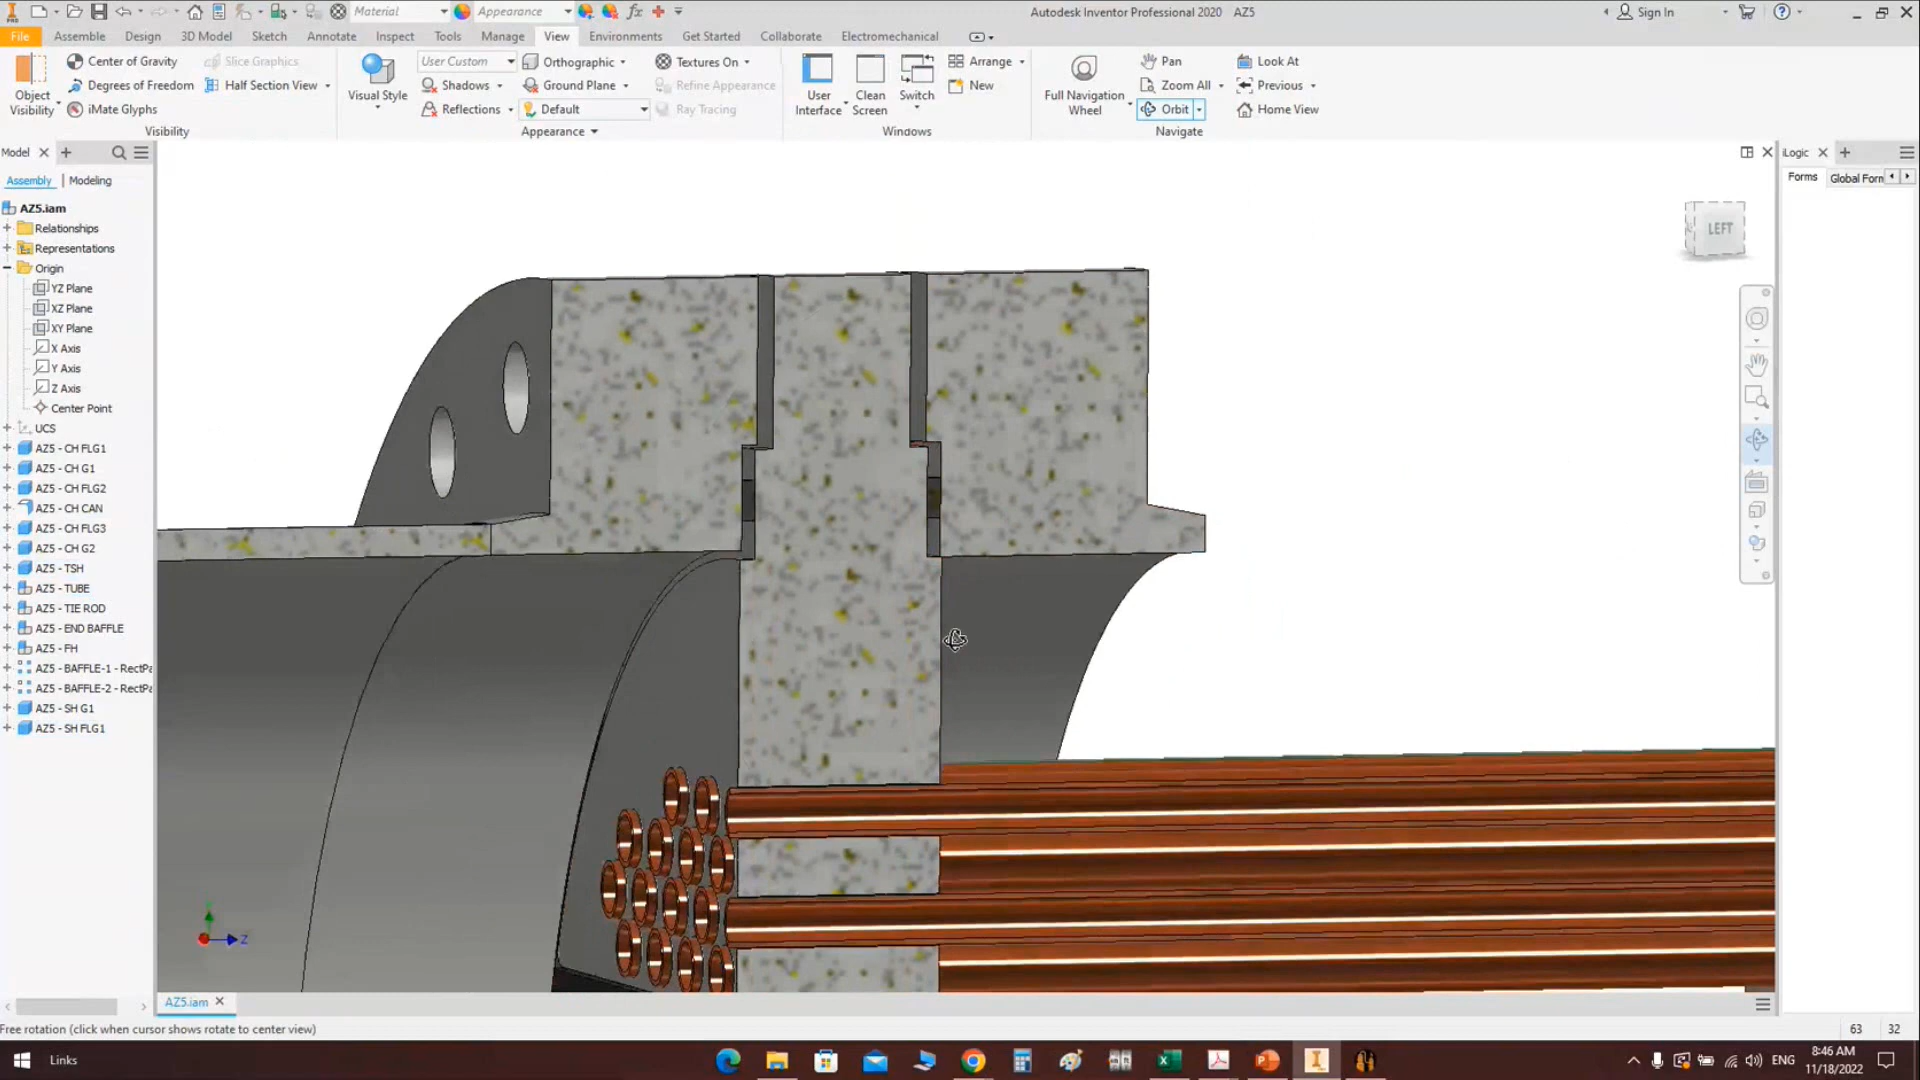 Material
Appearance
Autodesk Inventor Professional 2020 AZ5
Sign In
File
Assemble
Design
3D Model
Sketch
Annotate
Inspect
Tools
Manage
View
Environments
Get Started
Collaborate
Electromechanical
Object Visibility
Center of Gravity
Degrees of Freedom
iMate Glyphs
Slice Graphics
Half Section View
Visibility
Visual Style
User Custom
Shadows
Reflections
Orthographic
Ground Plane
Default
Textures On
Refine Appearance
Ray Tracing
Appearance
User Interface
Clean Screen
Switch
Arrange
New
Windows
Full Navigation Wheel
Pan
Zoom All
Orbit
Look At
Previous
Home View
Navigate
Model
Assembly | Modeling
AZ5.iam
Relationships
Representations
Origin
YZ Plane
XZ Plane
XY Plane
X Axis
Y Axis
Z Axis
Center Point
UCS
AZ5 - CH FLG1
AZ5 - CH G1
AZ5 - CH FLG2
AZ5 - CH CAN
AZ5 - CH FLG3
AZ5 - CH G2
AZ5 - TSH
AZ5 - TUBE
AZ5 - TIE ROD
AZ5 - END BAFFLE
AZ5 - FH
AZ5 - BAFFLE-1 - RectPa
AZ5 - BAFFLE-2 - RectPa
AZ5 - SH G1
AZ5 - SH FLG1
iLogic
Forms
Global Forn
LEFT
Z
AZ5.iam
Free rotation (click when cursor shows rotate to center view)
63
32
Links
ENG
8:46 AM
11/18/2022